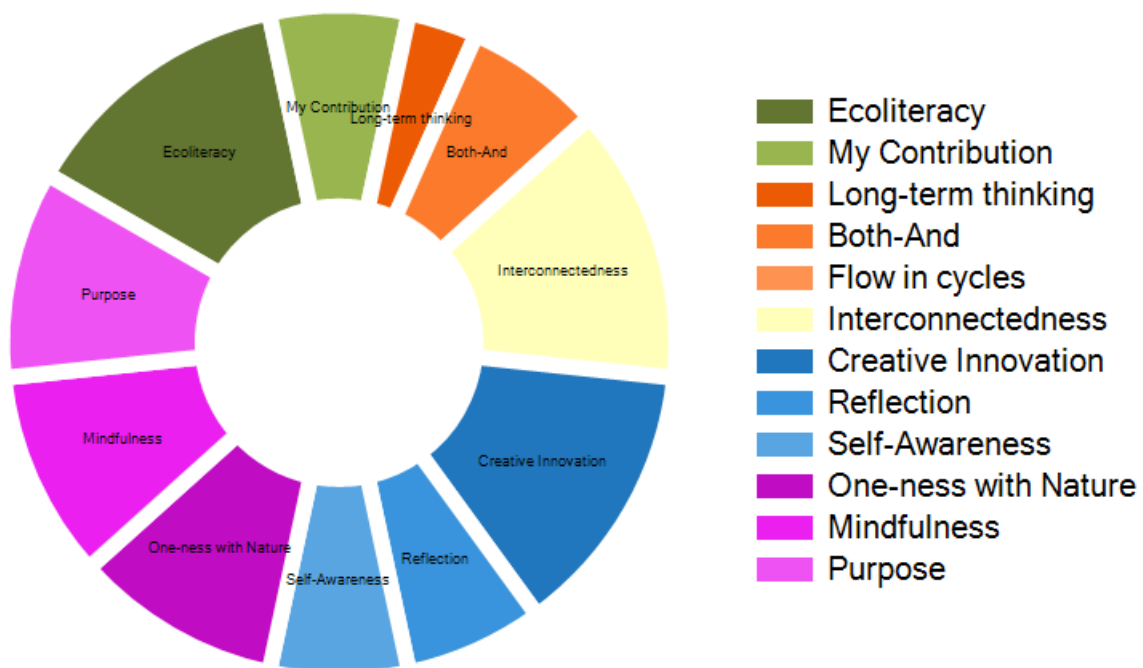 My Contribution
Long-term thinking
Ecoliteracy
Both-And
Purpose
Interconnectedness
Mindfulness
Creative Innovation
One-ness with Nature
Reflection
Self-Awareness
Ecoliteracy
My Contribution
Long-term thinking
Both-And
Flow in cycles
Interconnectedness
Creative Innovation
Reflection
Self-Awareness
One-ness with Nature
Mindfulness
Purpose